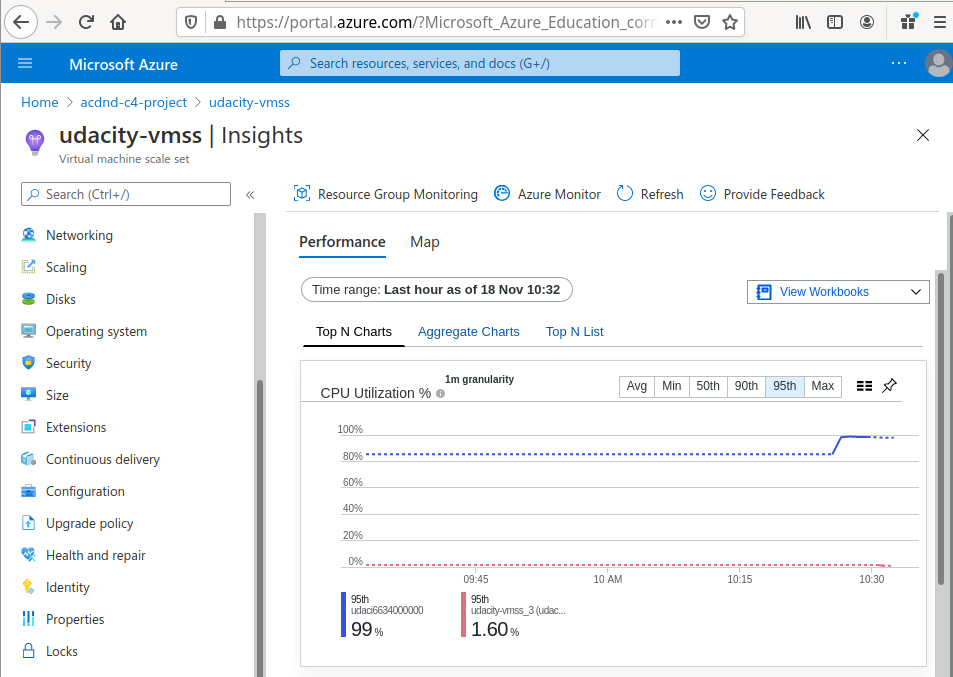 https://portal.azure.com/?Microsoft_Azure_Education_corr
Microsoft Azure
Search resources, services, and docs (G+/)
Home > acdnd-c4-project > udacity-vmss
udacity-vmss | Insights
Virtual machine scale set
Search (Ctrl+/)
Networking
Scaling
Disks
Operating system
Security
Size
Extensions
Continuous delivery
Configuration
Upgrade policy
Health and repair
Identity
Properties
Locks
Resource Group Monitoring
Azure Monitor
Refresh
Provide Feedback
Performance
Map
Time range: Last hour as of 18 Nov 10:32
View Workbooks
Top N Charts
Aggregate Charts
Top N List
1m granularity
CPU Utilization %
Avg
Min
50th
90th
95th
Max
100%
80%
60%
40%
20%
0%
09:45
10 AM
10:15
10:30
95th
udaci6634000000
99 %
95th
udacity-vmss_3 (udac...
1.60 %